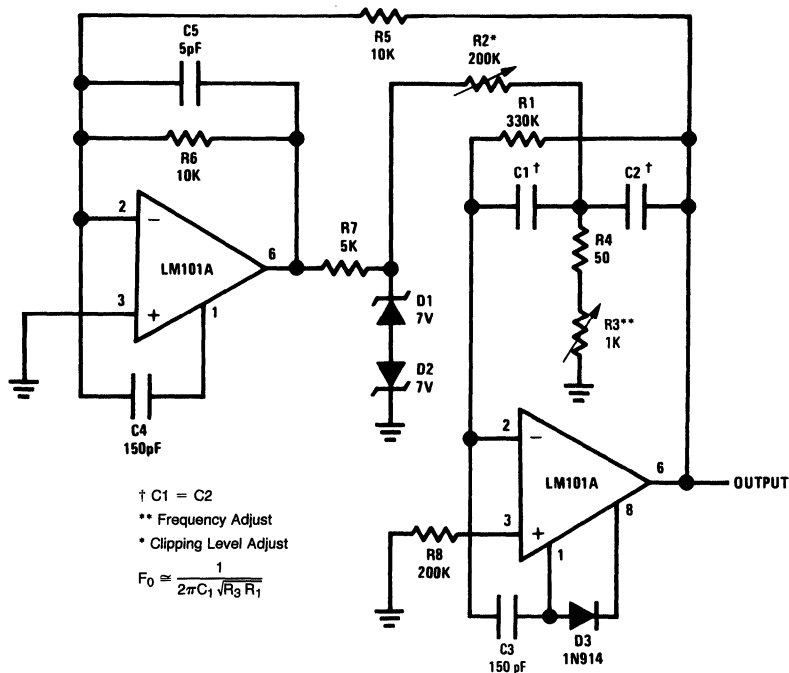 C5
5pF
R5
10K
R2*
200K
R1
330K
R6
10K
C1 †
C2 †
2
−
LM101A
6
3
+
1
R7
5K
R4
50
D1
7V
R3**
1K
D2
7V
C4
150pF
2
−
LM101A
6
OUTPUT
3
+
8
1
R8
200K
C3
150 pF
D3
1N914
† C1 = C2
** Frequency Adjust
* Clipping Level Adjust
F₀ ≅ 1 / 2πC₁ √R₃ R₁